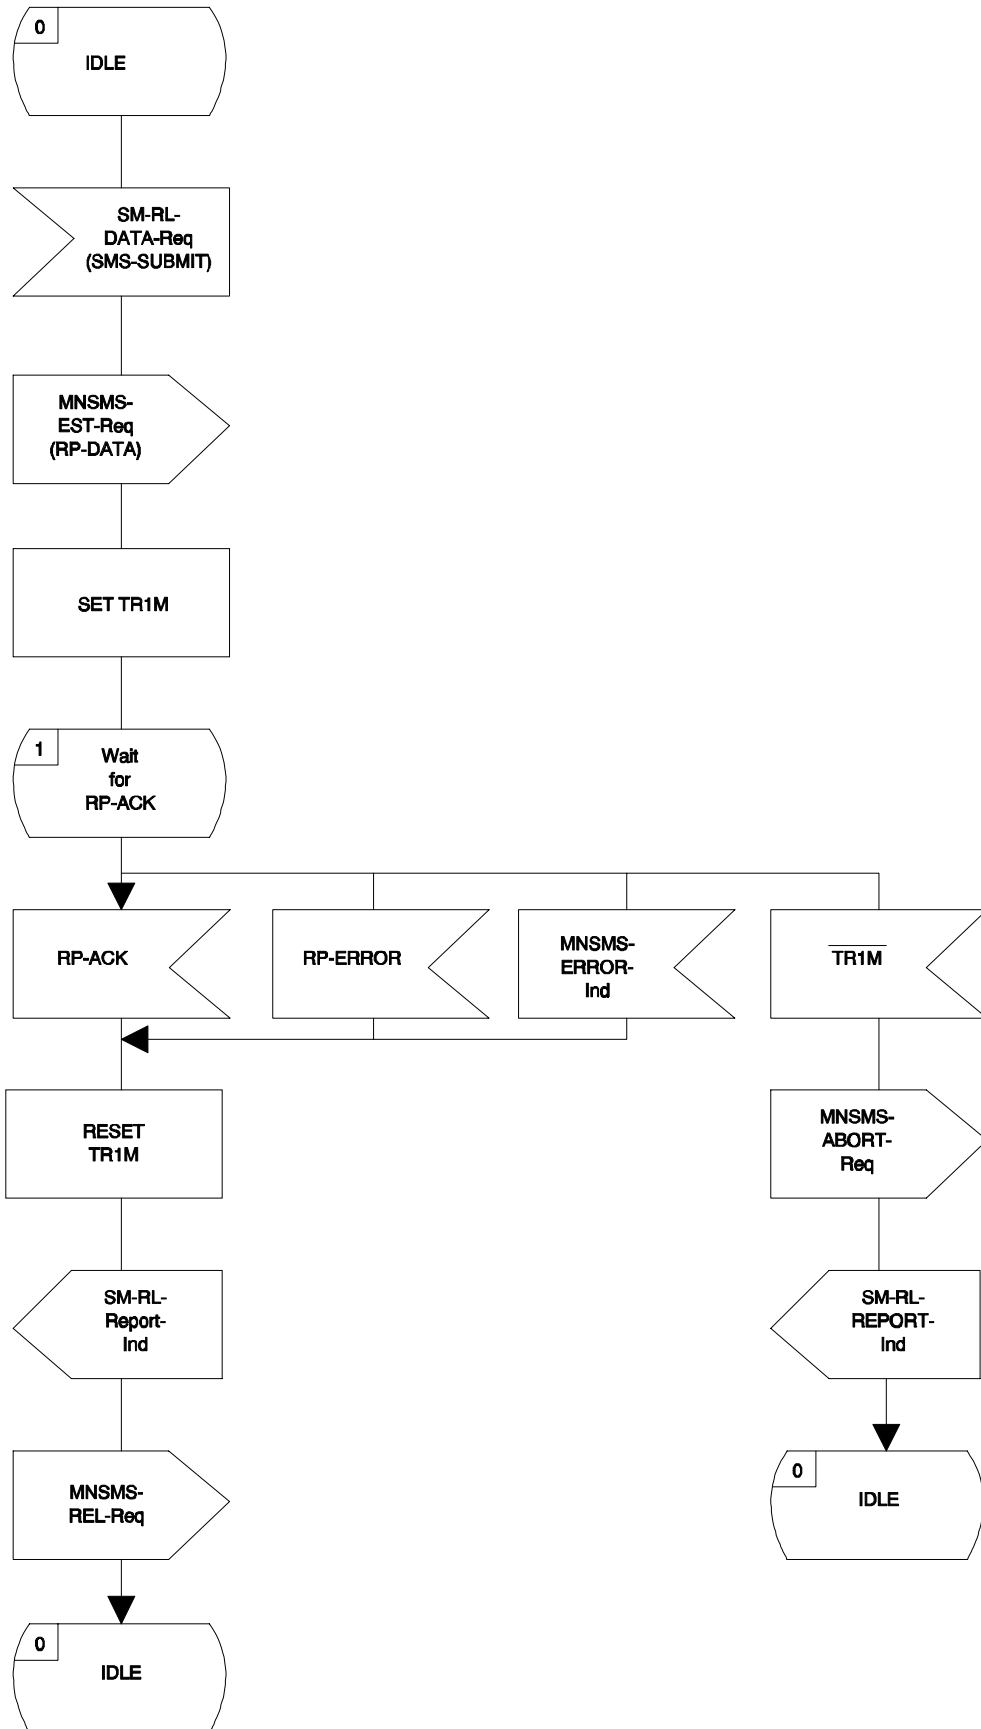 0
IDLE
SM-RL-
DATA-Req
(SMS-SUBMIT)
MNSMS-
EST-Req
(RP-DATA)
SET TR1M
1
Wait
for
RP-ACK
RP-ACK
RP-ERROR
MNSMS-
ERROR-
Ind
TR1M
RESET
TR1M
MNSMS-
ABORT-
Req
SM-RL-
Report-
Ind
SM-RL-
REPORT-
Ind
MNSMS-
REL-Req
0
IDLE
0
IDLE